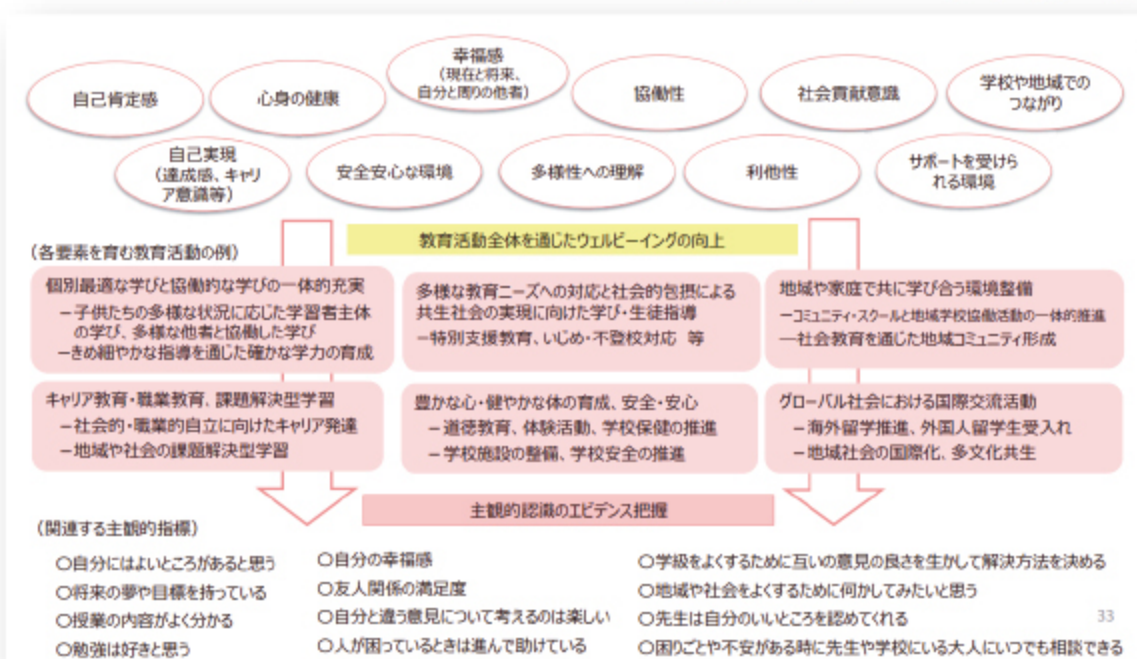 自己肯定感
心身の健康
幸福感
(現在と将来、
自分と周りの他者)
協働性
社会貢献意識
学校や地域での
つながり
自己実現
(達成感、キャリ
ア意識等)
安全安心な環境
多様性への理解
利他性
サポートを受けら
れる環境
教育活動全体を通じたウェルビーイングの向上
(各要素を育む教育活動の例)
個別最適な学びと協働的な学びの一体的充実
－子供たちの多様な状況に応じた学習者主体
の学び、多様な他者と協働した学び
－きめ細やかな指導を通じた確かな学力の育成
多様な教育ニーズへの対応と社会的包摂による
共生社会の実現に向けた学び・生徒指導
－特別支援教育、いじめ・不登校対応 等
地域や家庭で共に学び合う環境整備
－コミュニティ・スクールと地域学校協働活動の一体的推進
―社会教育を通じた地域コミュニティ形成
キャリア教育・職業教育、課題解決型学習
－社会的・職業的自立に向けたキャリア発達
－地域や社会の課題解決型学習
豊かな心・健やかな体の育成、安全・安心
－道徳教育、体験活動、学校保健の推進
－学校施設の整備、学校安全の推進
グローバル社会における国際交流活動
－海外留学推進、外国人留学生受入れ
－地域社会の国際化、多文化共生
主観的認識のエビデンス把握
(関連する主観的指標)
〇自分にはよいところがあると思う
〇将来の夢や目標を持っている
〇授業の内容がよく分かる
〇勉強は好きと思う
〇自分の幸福感
〇友人関係の満足度
〇自分と違う意見について考えるのは楽しい
〇人が困っているときは進んで助けている
〇学級をよくするために互いの意見の良さを生かして解決方法を決める
〇地域や社会をよくするために何かしてみたいと思う
〇先生は自分のいいところを認めてくれる
〇困りごとや不安がある時に先生や学校にいる大人にいつでも相談できる
33